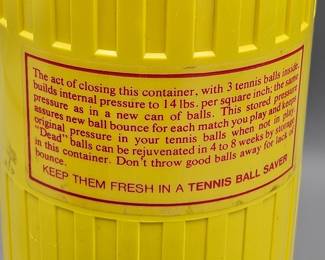 The act of closing this container, with 3 tennis balls inside,
builds internal pressure to 14 lbs. per square inch; the same
pressure as in a new can of balls. This stored pressure
assures new ball bounce for each match you play and keeps
original pressure in your tennis balls when not in play.
"Dead" balls can be rejuvenated in 4 to 8 weeks by storage
in this container. Don't throw good balls away for lack of
bounce.
KEEP THEM FRESH IN A TENNIS BALL SAVER